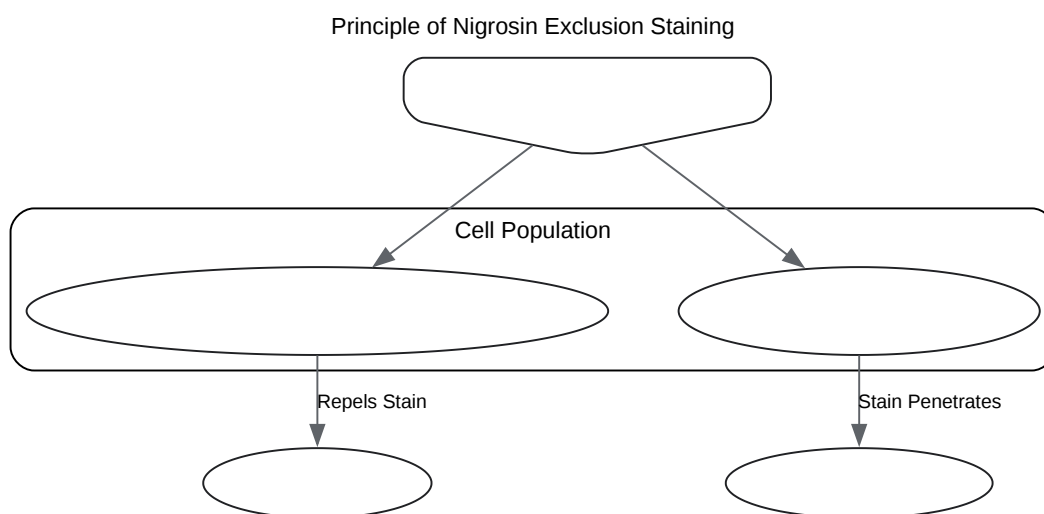 Principle of Nigrosin Exclusion Staining
Cell Population
Repels Stain
Stain Penetrates